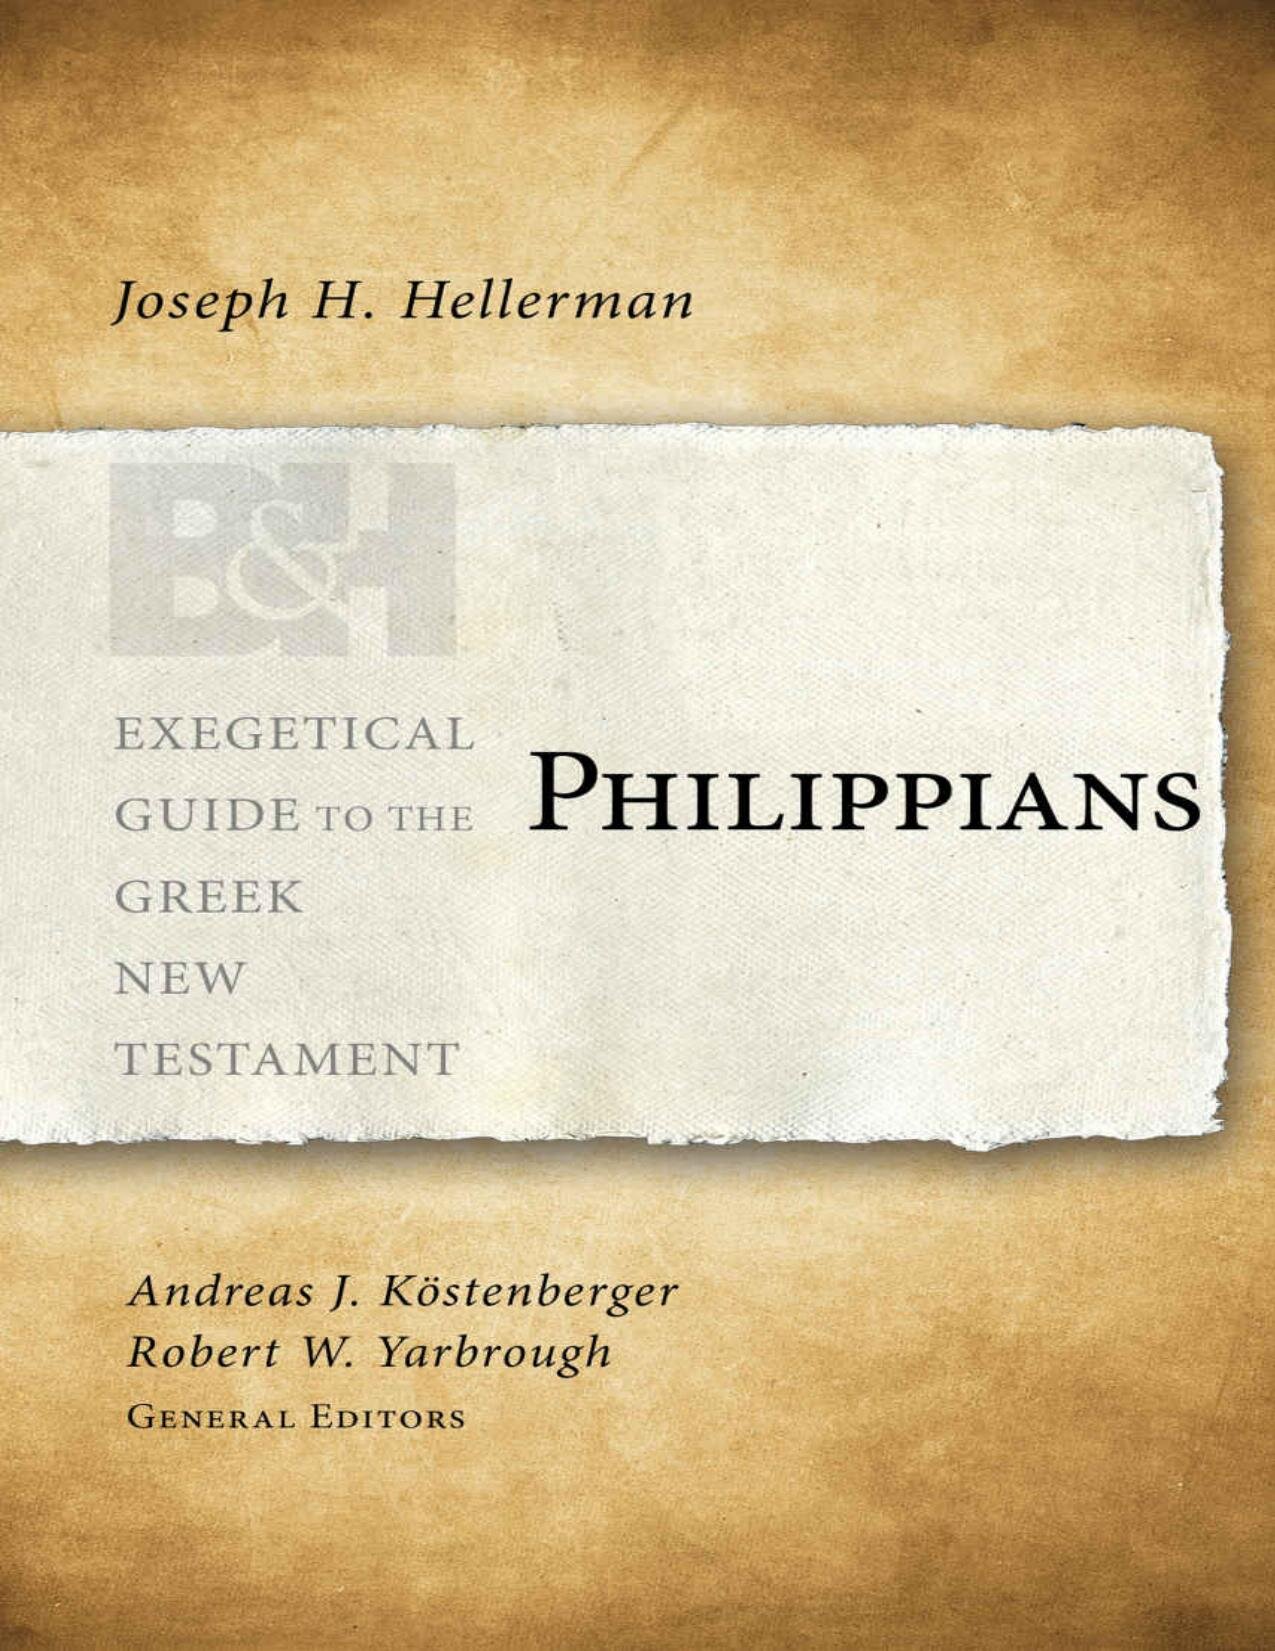 Joseph H. Hellerman
B&H
EXEGETICAL
GUIDE TO THE
GREEK
NEW
TESTAMENT
PHILIPPIANS
Andreas J. Köstenberger
Robert W. Yarbrough
GENERAL EDITORS